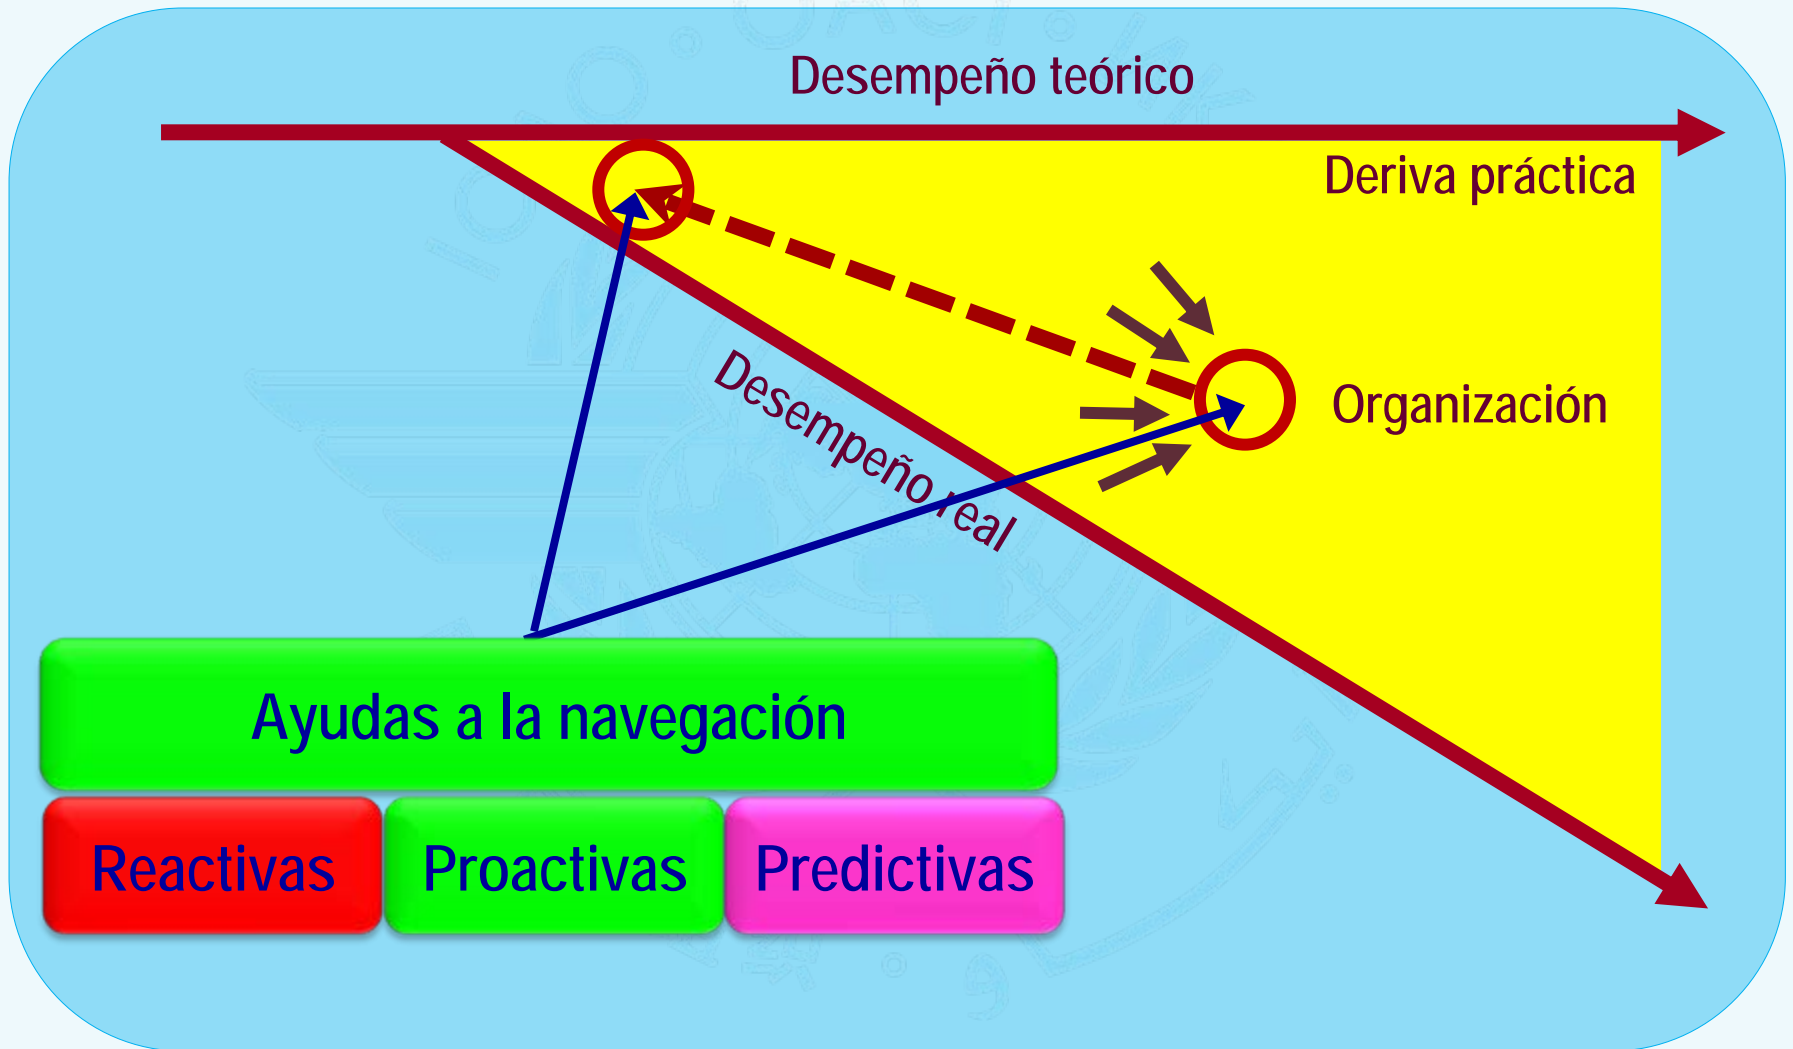 Desempeño teórico
Deriva práctica
Organización
Desempeño real
Ayudas a la navegación
Reactivas
Proactivas
Predictivas